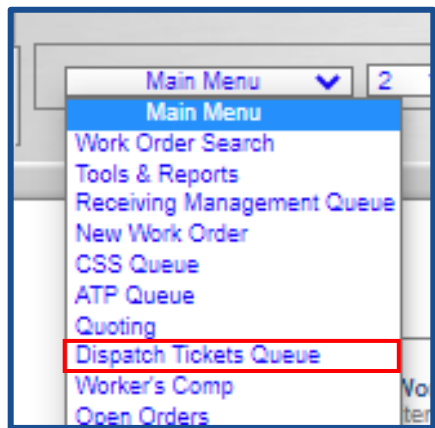 Main Menu 2
Main Menu
Work Order Search
Tools & Reports
Receiving Management Queue
New Work Order
CSS Queue
ATP Queue
Quoting
Dispatch Tickets Queue
Worker's Comp
Open Orders